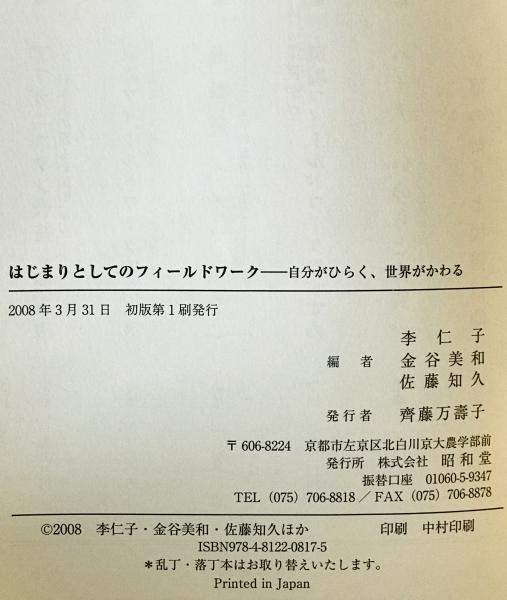 はじまりとしてのフィールドワーク――自分がひらく、世界がかわる
2008年3月31日　初版第1刷発行
李仁子
編者　金谷美和
佐藤知久
発行者　齊藤万壽子
〒606-8224　京都市左京区北白川京大農学部前
発行所　株式会社　昭和堂
振替口座　01060-5-9347
TEL（075）706-8818／FAX（075）706-8878
©2008　李仁子・金谷美和・佐藤知久ほか　印刷　中村印刷
ISBN978-4-8122-0817-5
＊乱丁・落丁本はお取り替えいたします。
Printed in Japan